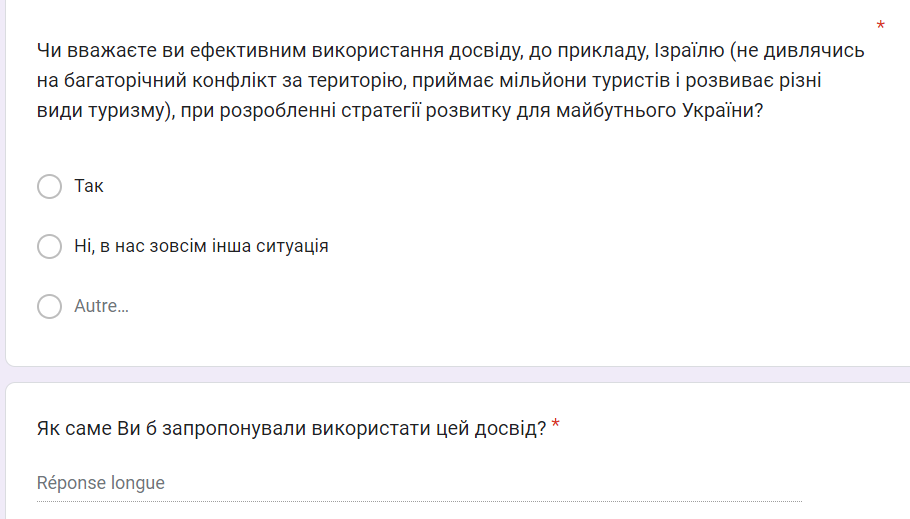 *
Чи вважаєте ви ефективним використання досвіду, до прикладу, Ізраїлю (не дивлячись
на багаторічний конфлікт за територію, приймає мільйони туристів і розвиває різні
види туризму), при розробленні стратегії розвитку для майбутнього України?
Так
Ні, в нас зовсім інша ситуація
Autre...
Як саме Ви б запропонували використати цей досвід? *
Réponse longue